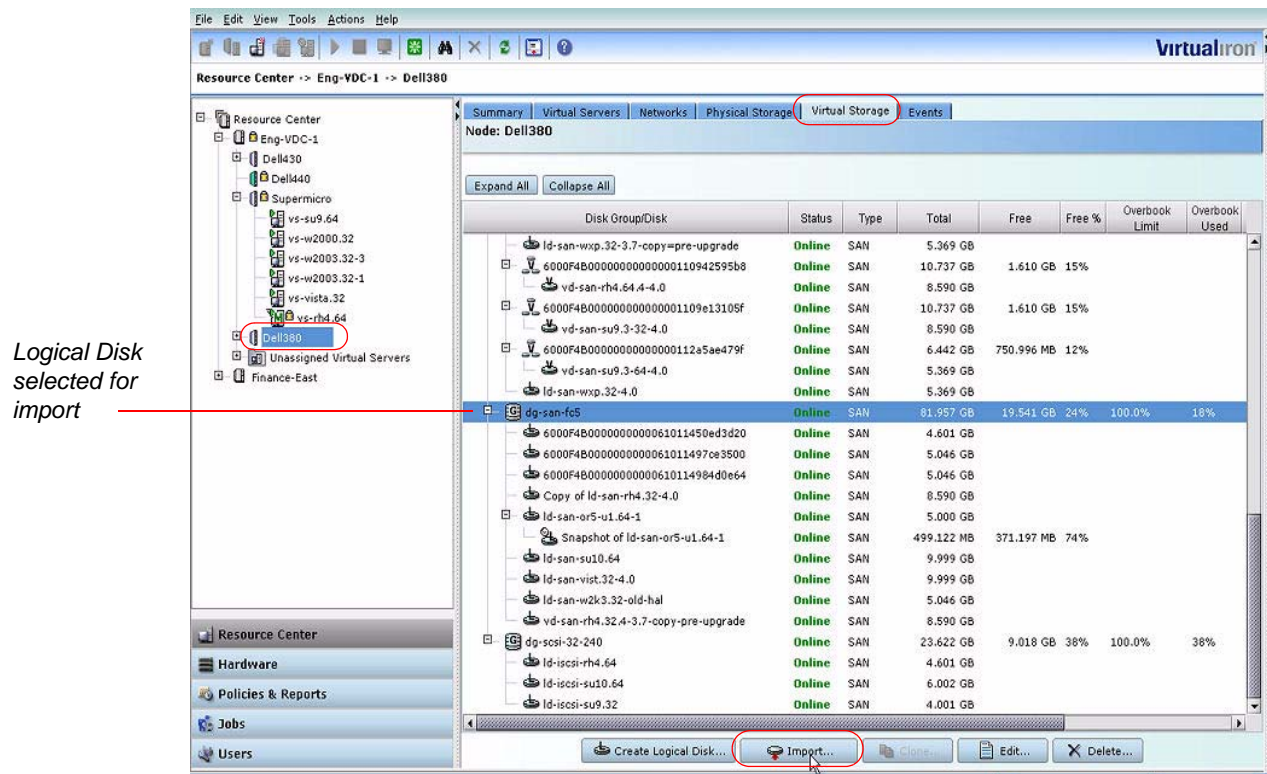 File Edit View Tools Actions Help
Virtualiron
Resource Center -> Eng-VDC-1 -> Dell380
Resource Center
Eng-VDC-1
Dell430
Dell440
Supermicro
vs-su9.64
vs-w2000.32
vs-w2003.32-3
vs-w2003.32-1
vs-vista.32
vs-rh4.64
Dell380
Unassigned Virtual Servers
Finance-East
Logical Disk
selected for
import
Resource Center
Hardware
Policies & Reports
Jobs
Users
Summary Virtual Servers Networks Physical Storage Virtual Storage Events
Node: Dell380
Expand All Collapse All
Disk Group/Disk Status Type Total Free Free % Overbook Limit Overbook Used
ld-san-wxp.32-3.7-copy=pre-upgrade Online SAN 5.369 GB
6000F4B0000000000000110942595b8 Online SAN 10.737 GB 1.610 GB 15%
vd-san-rh4.64.4-4.0 Online SAN 8.590 GB
6000F4B0000000000001109e13105f Online SAN 10.737 GB 1.610 GB 15%
vd-san-su9.3-32-4.0 Online SAN 8.590 GB
6000F4B0000000000000112a5ae479f Online SAN 6.442 GB 750.996 MB 12%
vd-san-su9.3-64-4.0 Online SAN 5.369 GB
ld-san-wxp.32-4.0 Online SAN 5.369 GB
dg-san-fc5 Online SAN 81.957 GB 19.541 GB 24% 100.0% 18%
6000F4B0000000000061011450ed3d20 Online SAN 4.601 GB
6000F4B0000000000061011497ce3500 Online SAN 5.046 GB
6000F4B00000000000610114984d0e64 Online SAN 5.046 GB
Copy of ld-san-rh4.32-4.0 Online SAN 8.590 GB
ld-san-or5-u1.64-1 Online SAN 5.000 GB
Snapshot of ld-san-or5-u1.64-1 Online SAN 499.122 MB 371.197 MB 74%
ld-san-su10.64 Online SAN 9.999 GB
ld-san-vist.32-4.0 Online SAN 9.999 GB
ld-san-w2k3.32-old-hal Online SAN 5.046 GB
vd-san-rh4.32.4-3.7-copy-pre-upgrade Online SAN 8.590 GB
dg-scsi-32-240 Online SAN 23.622 GB 9.018 GB 38% 100.0% 38%
ld-iscsi-rh4.64 Online SAN 4.601 GB
ld-iscsi-su10.64 Online SAN 6.002 GB
ld-iscsi-su9.32 Online SAN 4.001 GB
Create Logical Disk... Import... Clone... Edit... Delete...